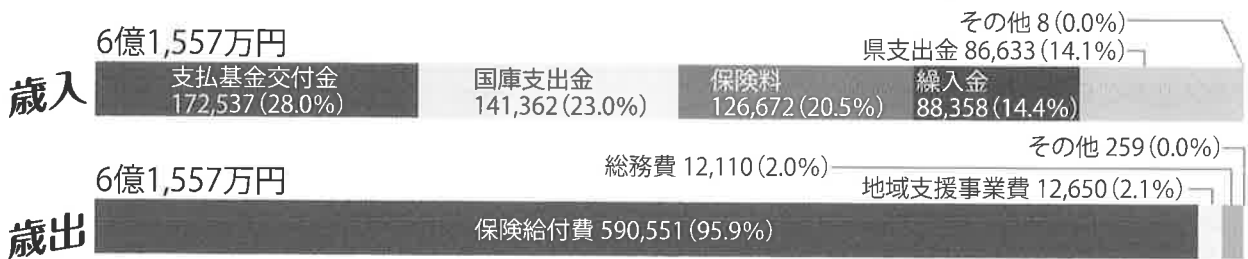 歳入
6億1,557万円
その他 8(0.0%)
県支出金 86,633(14.1%)
支払基金交付金
172,537(28.0%)
国庫支出金
141,362(23.0%)
保険料
126,672(20.5%)
繰入金
88,358(14.4%)
歳出
6億1,557万円
その他 259(0.0%)
総務費 12,110(2.0%)
地域支援事業費 12,650(2.1%)
保険給付費 590,551(95.9%)